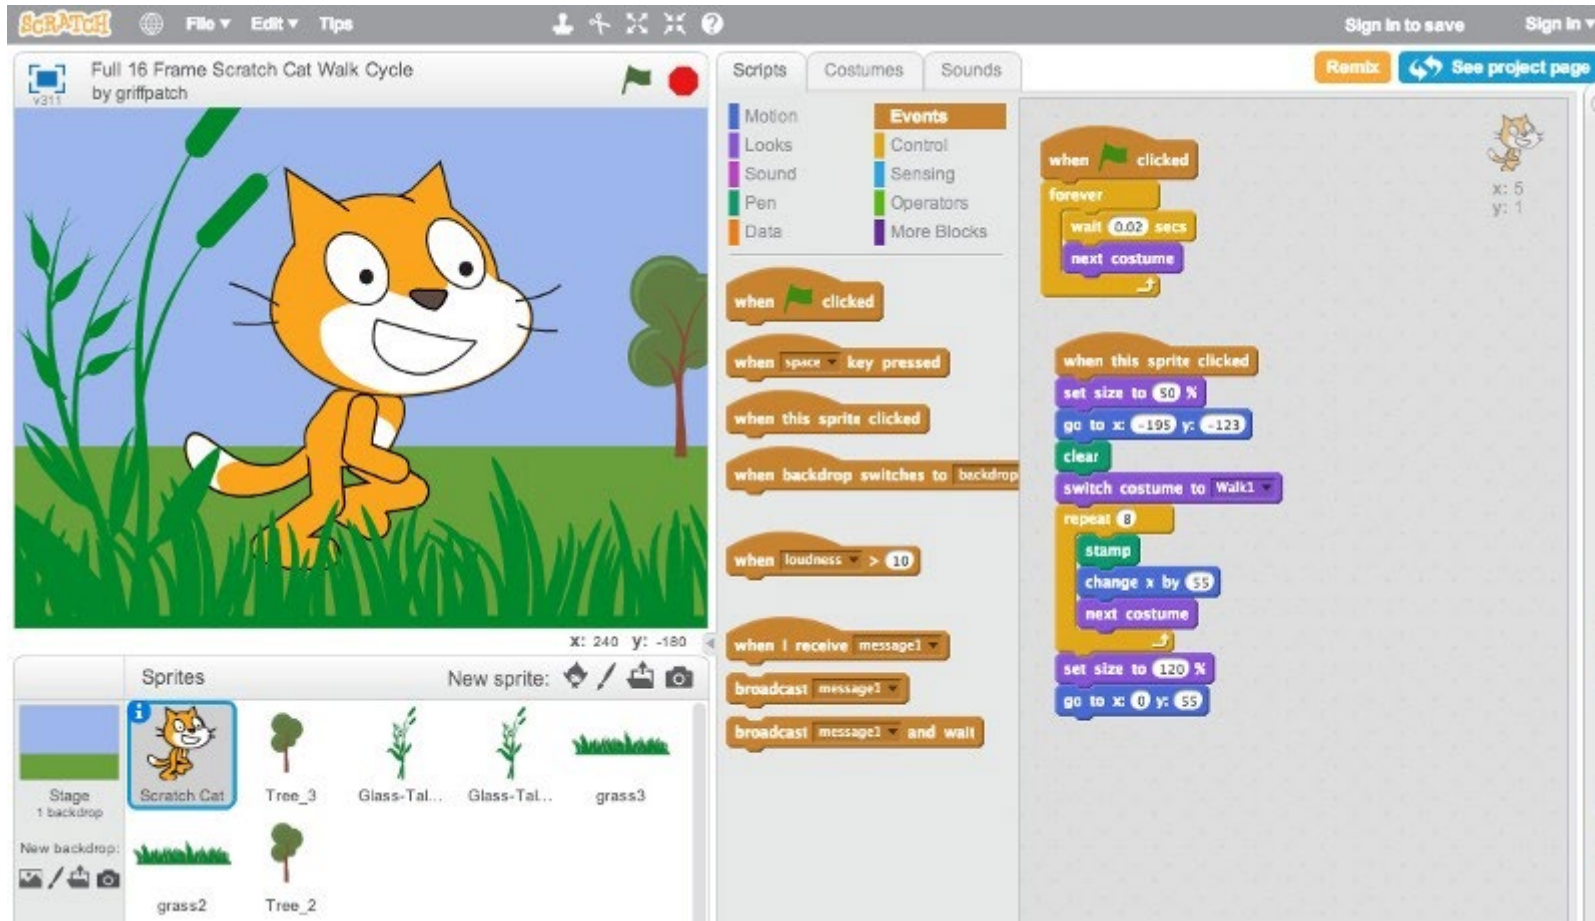 SCRATCH File ▼ Edit ▼ Tips Sign in to save Sign in ▼
v311
Full 16 Frame Scratch Cat Walk Cycle
by griffpatch
x: 240 y: -180
Sprites New sprite:
Stage
1 backdrop
New backdrop:
Scratch Cat
Tree_3
Glass-Tal...
Glass-Tal...
grass3
grass2
Tree_2
Scripts Costumes Sounds
Motion Events
Looks Control
Sound Sensing
Pen Operators
Data More Blocks
when clicked
when space ▼ key pressed
when this sprite clicked
when backdrop switches to backdrop
when loudness ▼ > 10
when I receive message1 ▼
broadcast message1 ▼
broadcast message1 ▼ and wait
Remix See project page
x: 5
y: 1
when clicked
forever
wait 0.02 secs
next costume
when this sprite clicked
set size to 50 %
go to x: -195 y: -123
clear
switch costume to Walk1 ▼
repeat 8
stamp
change x by 55
next costume
set size to 120 %
go to x: 0 y: 55